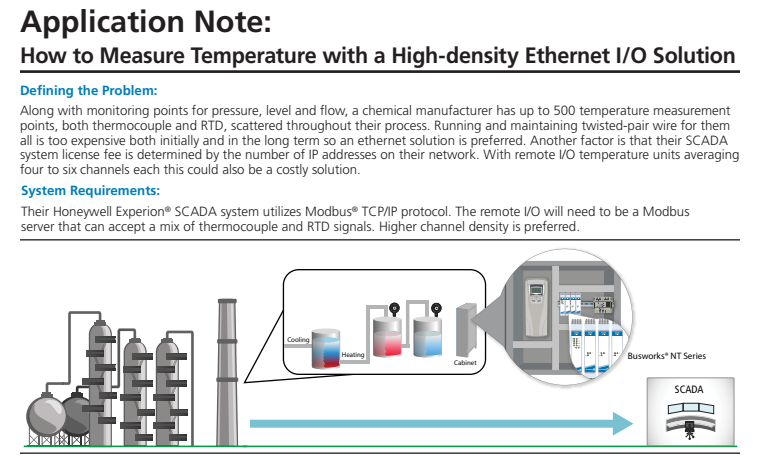 Application Note:
How to Measure Temperature with a High-density Ethernet I/O Solution
Defining the Problem:
Along with monitoring points for pressure, level and flow, a chemical manufacturer has up to 500 temperature measurement
points, both thermocouple and RTD, scattered throughout their process. Running and maintaining twisted-pair wire for them
all is too expensive both initially and in the long term so an ethernet solution is preferred. Another factor is that their SCADA
system license fee is determined by the number of IP addresses on their network. With remote I/O temperature units averaging
four to six channels each this could also be a costly solution.
System Requirements:
Their Honeywell Experion® SCADA system utilizes Modbus® TCP/IP protocol. The remote I/O will need to be a Modbus
server that can accept a mix of thermocouple and RTD signals. Higher channel density is preferred.
Cooling
Heating
Cabinet
Busworks® NT Series
SCADA